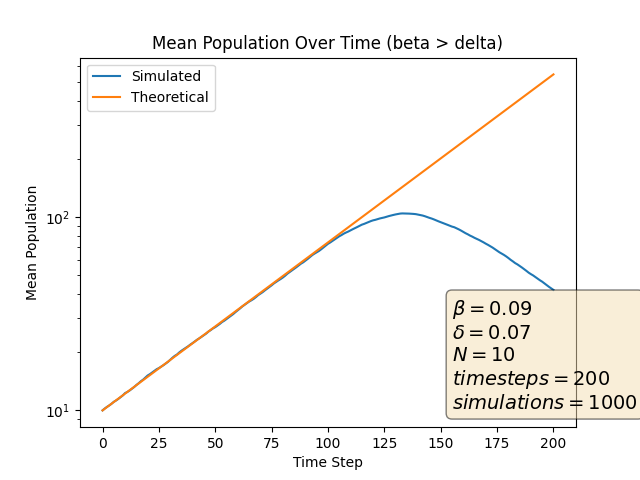 Mean Population Over Time (beta > delta)
Simulated
Theoretical
Mean Population
10²
10¹
β = 0.09
δ = 0.07
N = 10
timesteps = 200
simulations = 1000
0 25 50 75 100 125 150 175 200
Time Step